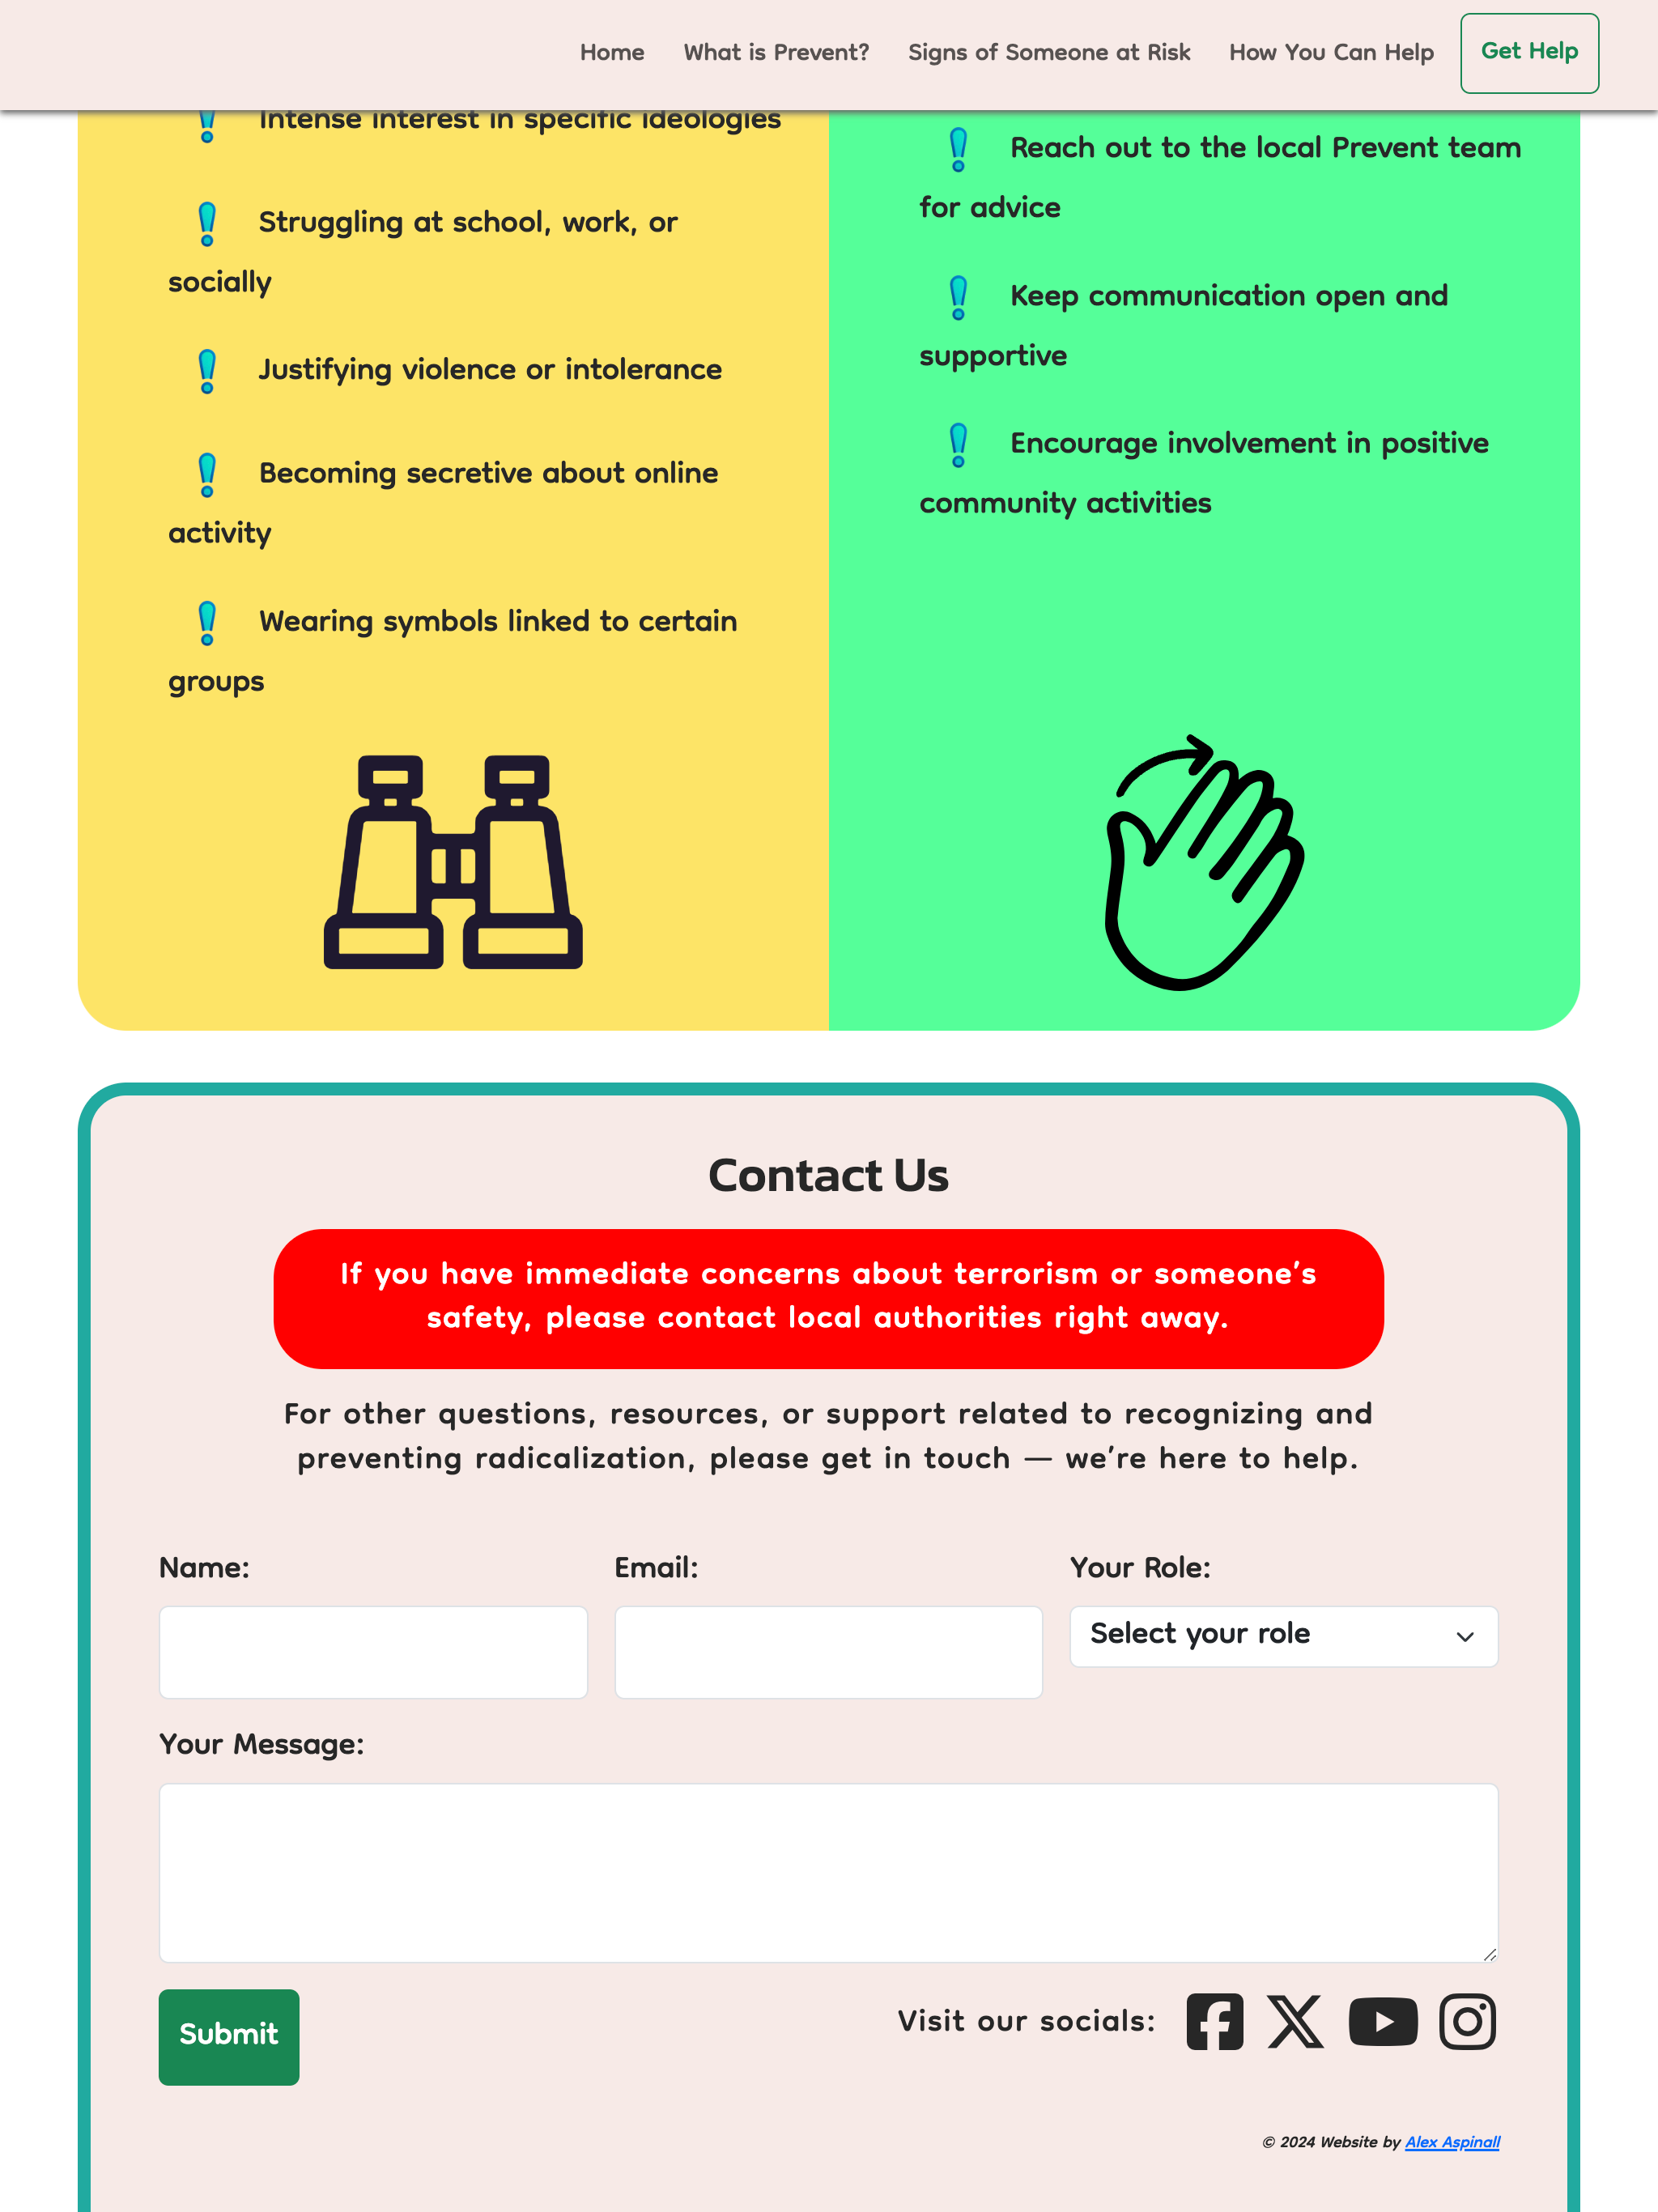 Home What is Prevent? Signs of Someone at Risk How You Can Help Get Help
Intense interest in specific ideologies
Struggling at school, work, or
socially
Justifying violence or intolerance
Becoming secretive about online
activity
Wearing symbols linked to certain
groups
Reach out to the local Prevent team
for advice
Keep communication open and
supportive
Encourage involvement in positive
community activities
Contact Us
If you have immediate concerns about terrorism or someone's
safety, please contact local authorities right away.
For other questions, resources, or support related to recognizing and
preventing radicalization, please get in touch — we're here to help.
Name: Email: Your Role:
Select your role
Your Message:
Submit
Visit our socials:
© 2024 Website by Alex Aspinall